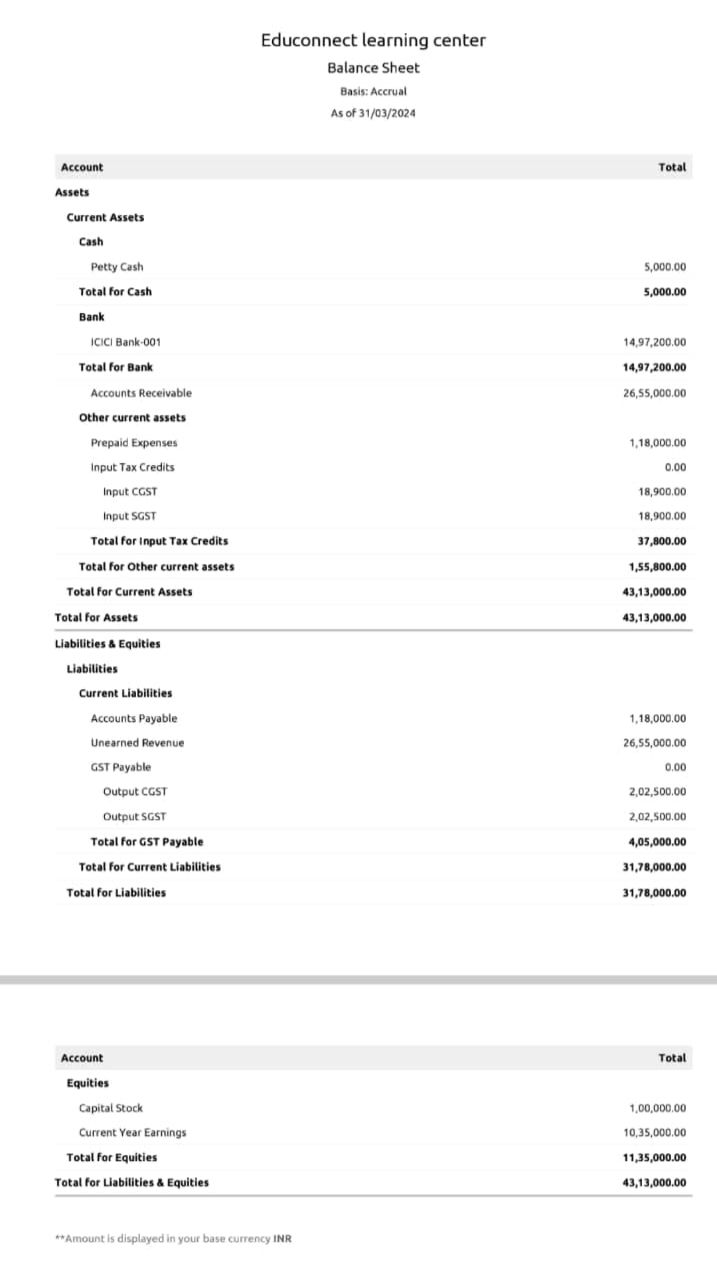 Educonnect learning center
Balance Sheet
Basis: Accrual
As of 31/03/2024
Account Total
Assets
Current Assets
Cash
Petty Cash 5,000.00
Total for Cash 5,000.00
Bank
ICICI Bank-001 14,97,200.00
Total for Bank 14,97,200.00
Accounts Receivable 26,55,000.00
Other current assets
Prepaid Expenses 1,18,000.00
Input Tax Credits 0.00
Input CGST 18,900.00
Input SGST 18,900.00
Total for Input Tax Credits 37,800.00
Total for Other current assets 1,55,800.00
Total for Current Assets 43,13,000.00
Total for Assets 43,13,000.00
Liabilities & Equities
Liabilities
Current Liabilities
Accounts Payable 1,18,000.00
Unearned Revenue 26,55,000.00
GST Payable 0.00
Output CGST 2,02,500.00
Output SGST 2,02,500.00
Total for GST Payable 4,05,000.00
Total for Current Liabilities 31,78,000.00
Total for Liabilities 31,78,000.00
Account Total
Equities
Capital Stock 1,00,000.00
Current Year Earnings 10,35,000.00
Total for Equities 11,35,000.00
Total for Liabilities & Equities 43,13,000.00
**Amount is displayed in your base currency INR